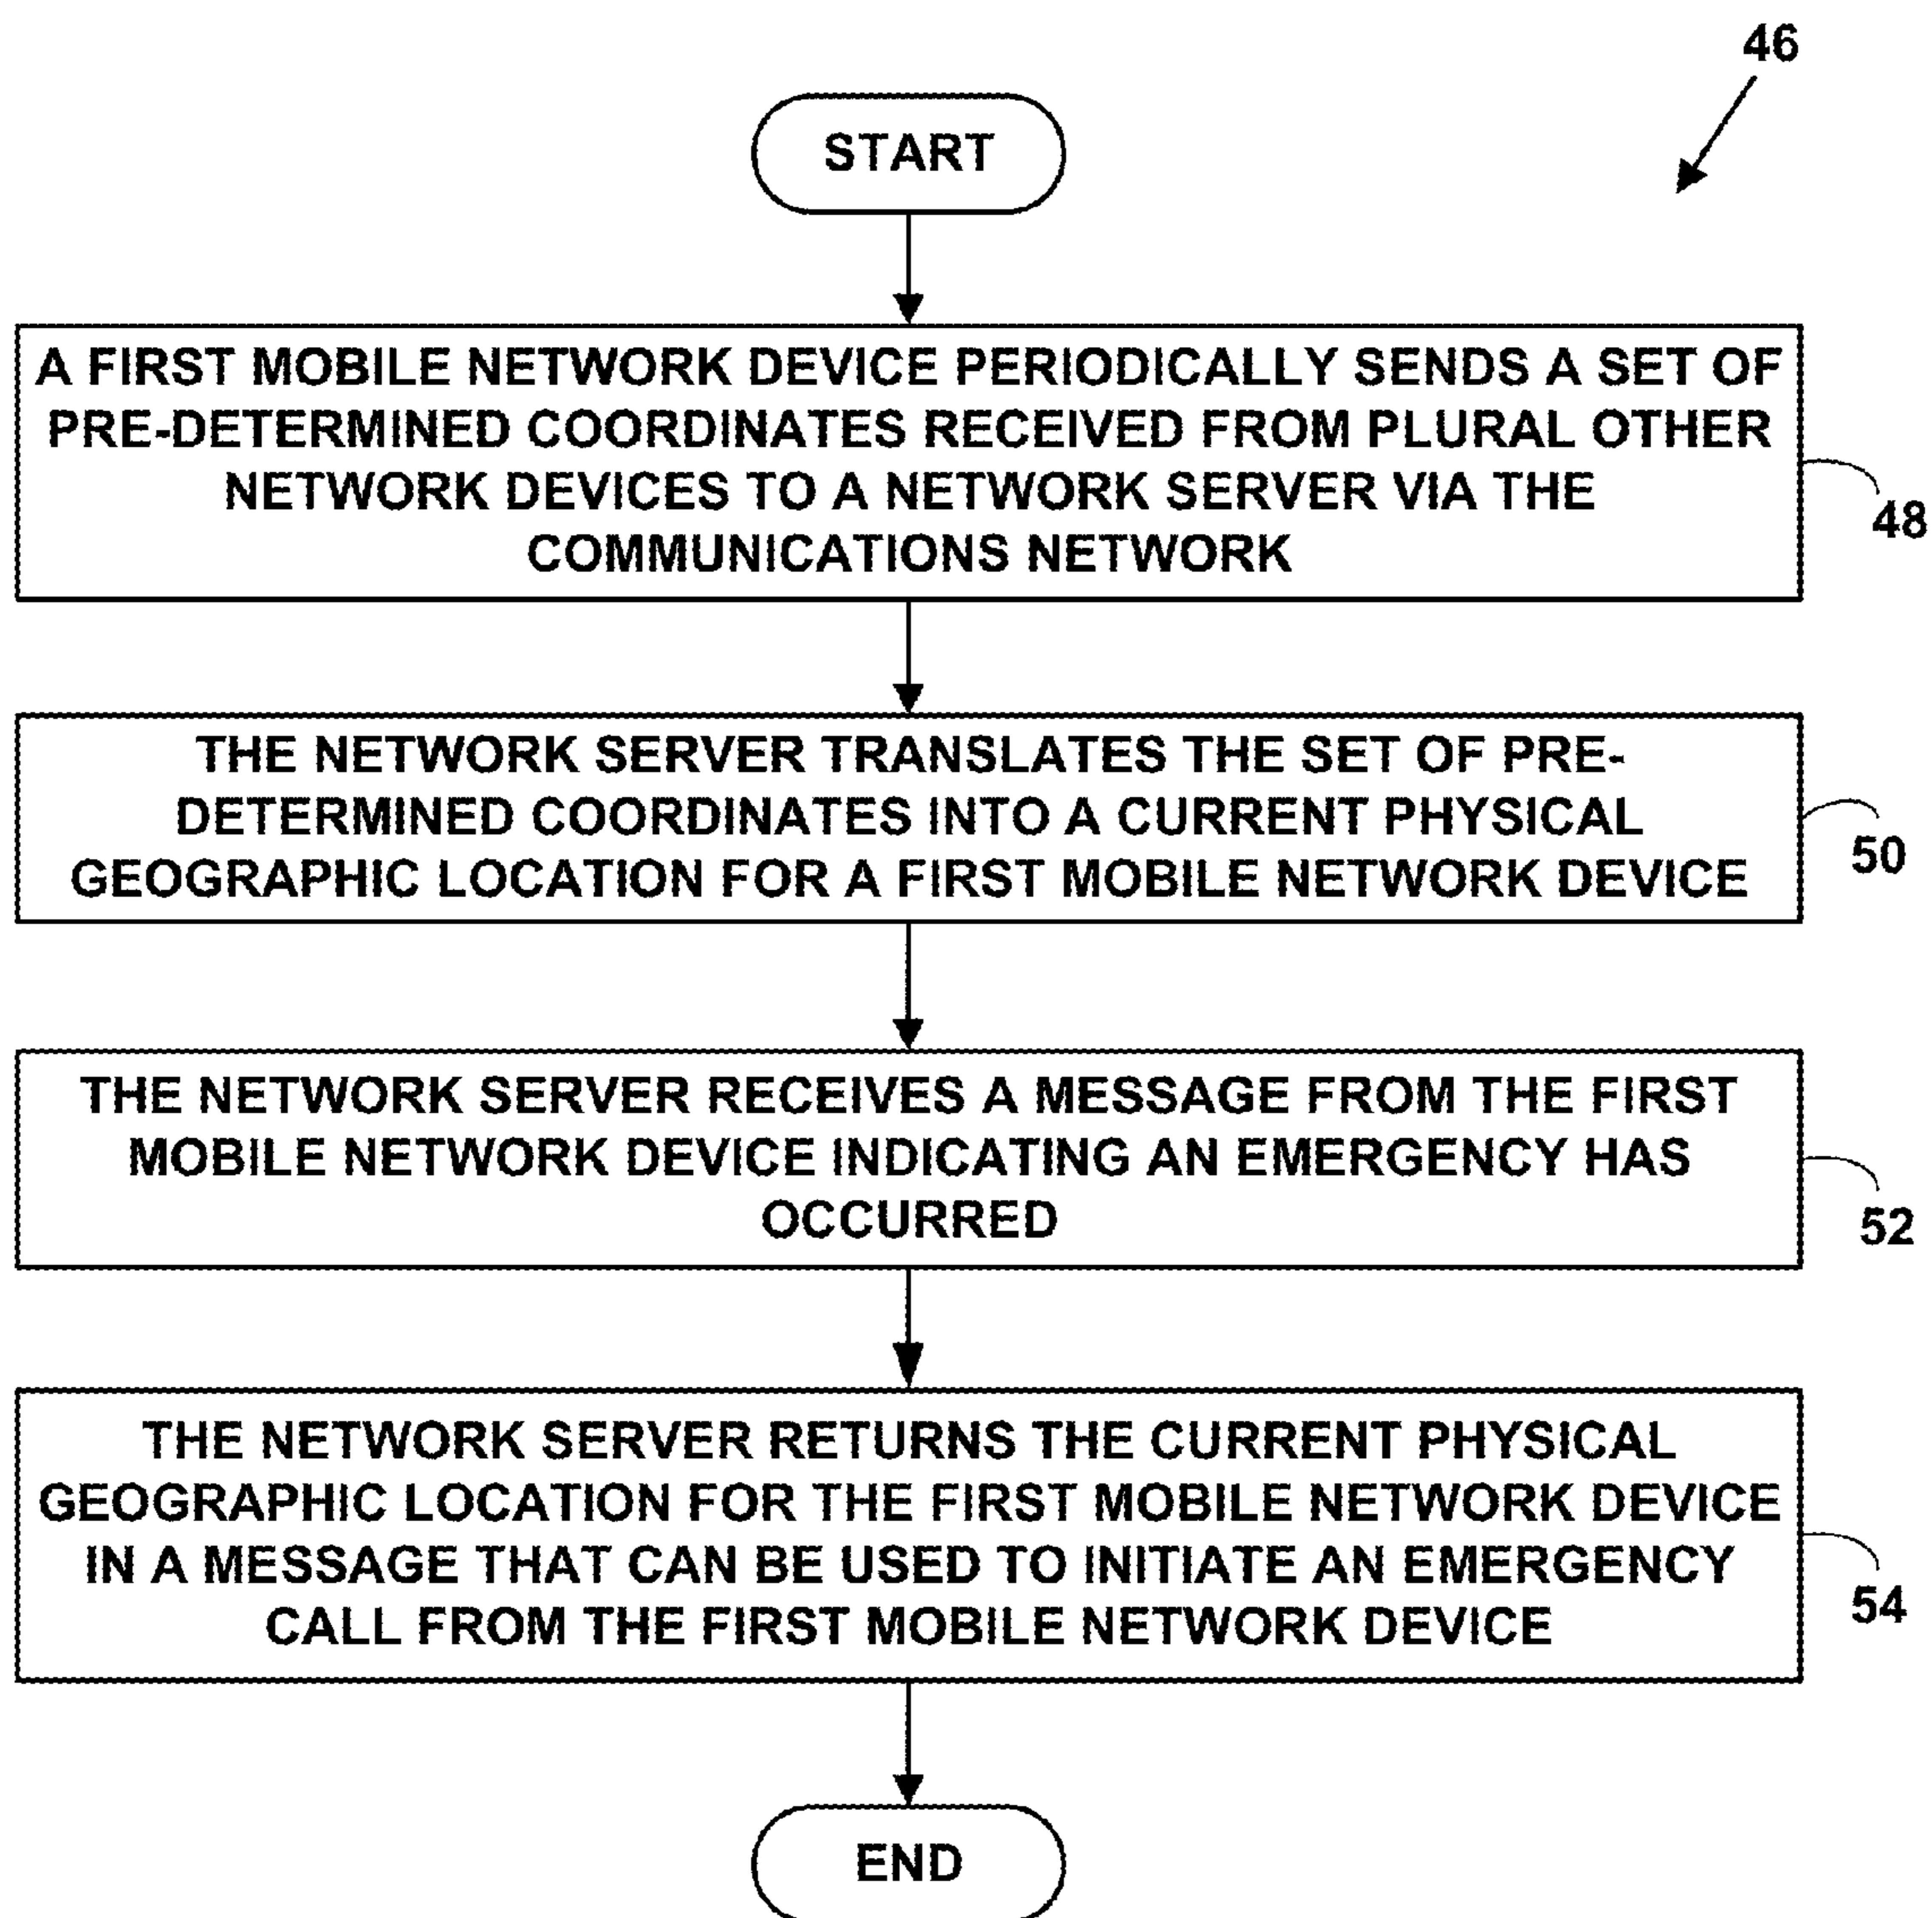 46
START
A FIRST MOBILE NETWORK DEVICE PERIODICALLY SENDS A SET OF
PRE-DETERMINED COORDINATES RECEIVED FROM PLURAL OTHER
NETWORK DEVICES TO A NETWORK SERVER VIA THE
COMMUNICATIONS NETWORK
48
THE NETWORK SERVER TRANSLATES THE SET OF PRE-
DETERMINED COORDINATES INTO A CURRENT PHYSICAL
GEOGRAPHIC LOCATION FOR A FIRST MOBILE NETWORK DEVICE
50
THE NETWORK SERVER RECEIVES A MESSAGE FROM THE FIRST
MOBILE NETWORK DEVICE INDICATING AN EMERGENCY HAS
OCCURRED
52
THE NETWORK SERVER RETURNS THE CURRENT PHYSICAL
GEOGRAPHIC LOCATION FOR THE FIRST MOBILE NETWORK DEVICE
IN A MESSAGE THAT CAN BE USED TO INITIATE AN EMERGENCY
CALL FROM THE FIRST MOBILE NETWORK DEVICE
54
END